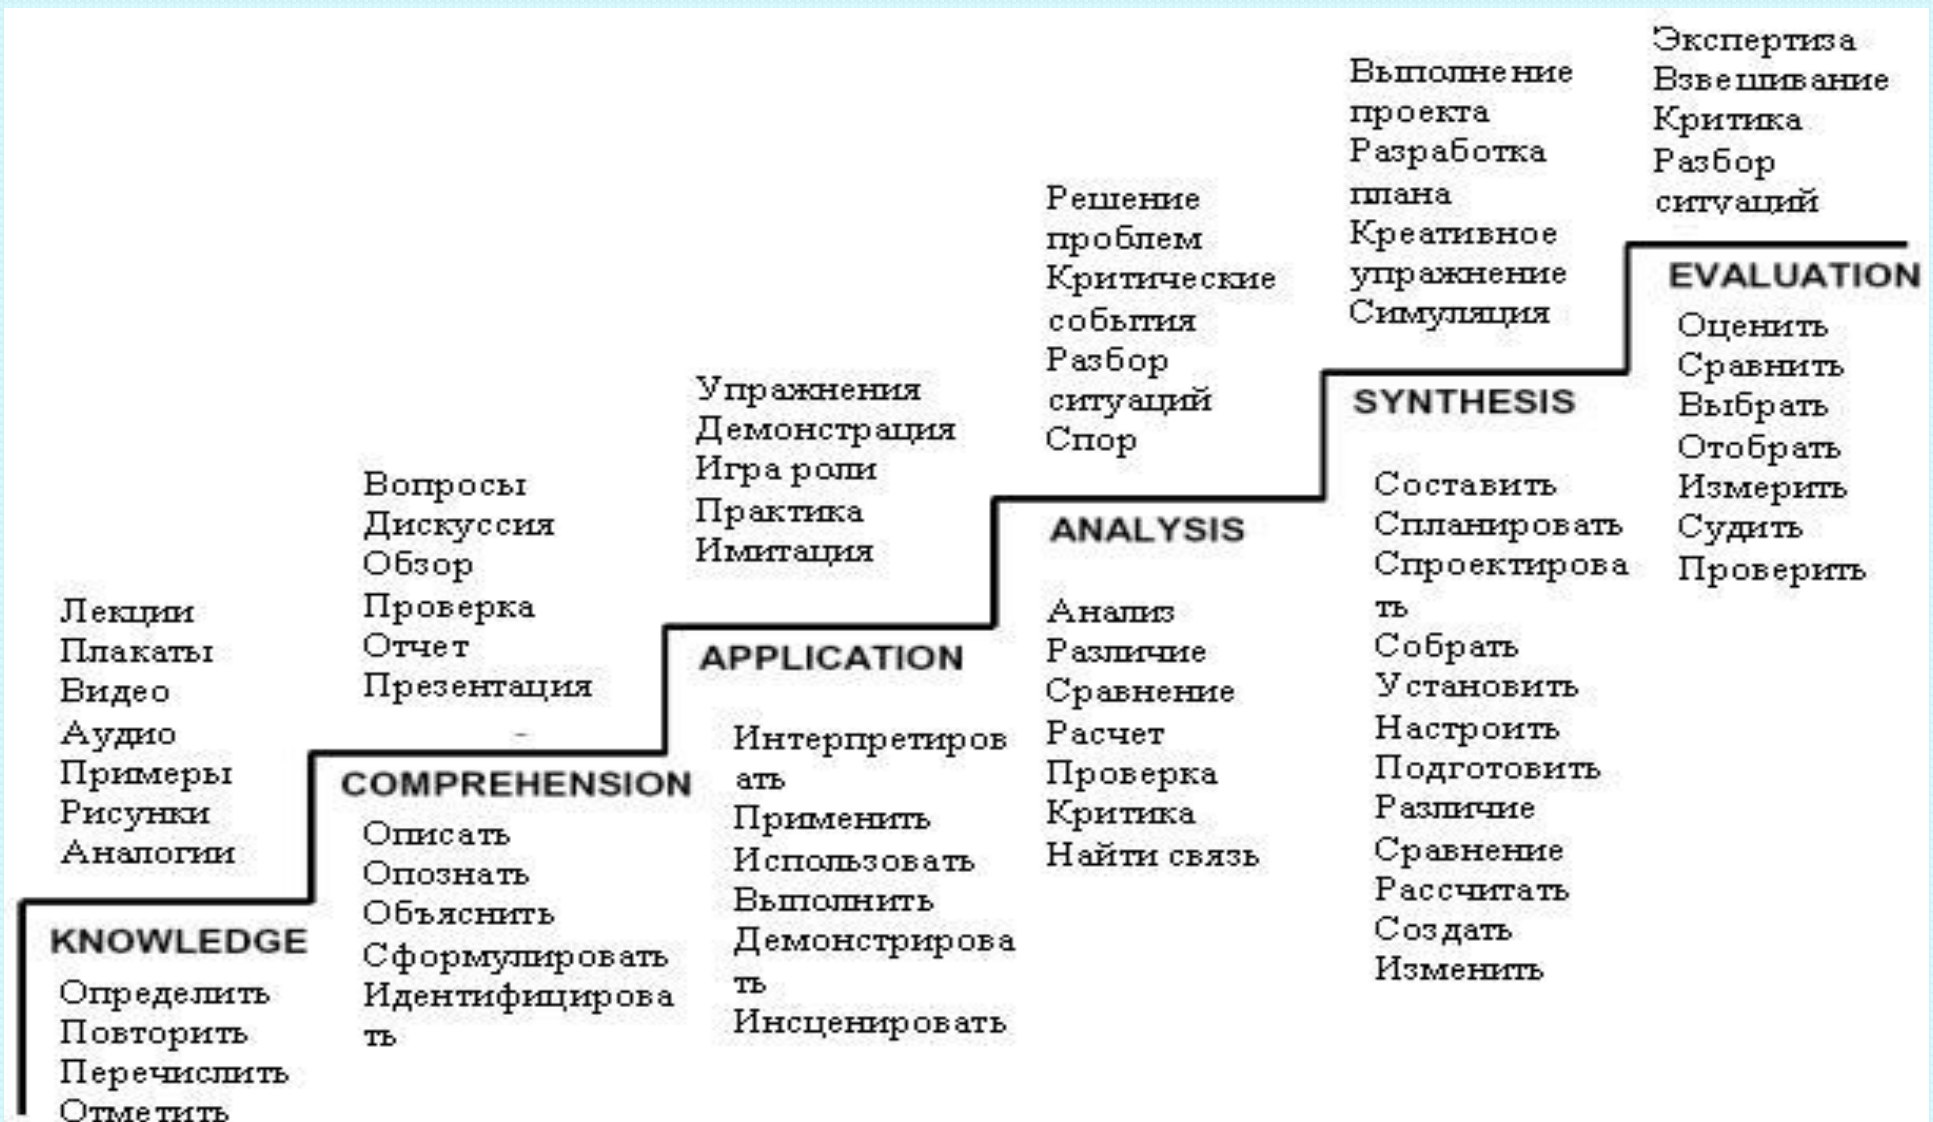 Лекции
Плакаты
Видео
Аудио
Примеры
Рисунки
Аналогии
KNOWLEDGE
Определить
Повторить
Перечислить
Отметить
Вопросы
Дискуссия
Обзор
Проверка
Отчет
Презентация
COMPREHENSION
Описать
Опознать
Объяснить
Сформулировать
Идентифицирова
ть
Упражнения
Демонстрация
Игра роли
Практика
Имитация
APPLICATION
Интерпретиров
ать
Применить
Использовать
Выполнить
Демонстрирова
ть
Инсценировать
Решение
проблем
Критические
события
Разбор
ситуаций
Спор
ANALYSIS
Анализ
Различие
Сравнение
Расчет
Проверка
Критика
Найти связь
Выполнение
проекта
Разработка
плана
Креативное
упражнение
Симуляция
SYNTHESIS
Составить
Спланировать
Спроектирова
ть
Собрать
Установить
Настроить
Подготовить
Различие
Сравнение
Рассчитать
Создать
Изменить
Экспертиза
Взвешивание
Критика
Разбор
ситуаций
EVALUATION
Оценить
Сравнить
Выбрать
Отобрать
Измерить
Судить
Проверить